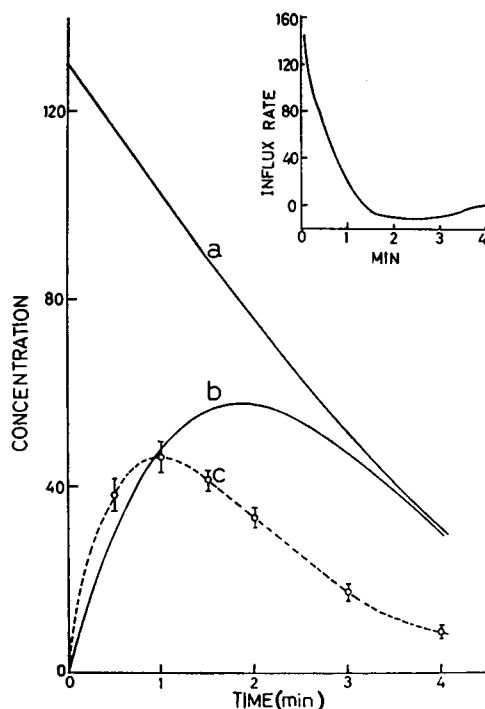 160
120
80
40
0
INFLUX RATE
0 1 2 3 4
MIN
120
80
40
0
CONCENTRATION
a
b
c
0 1 2 3 4
TIME(min)